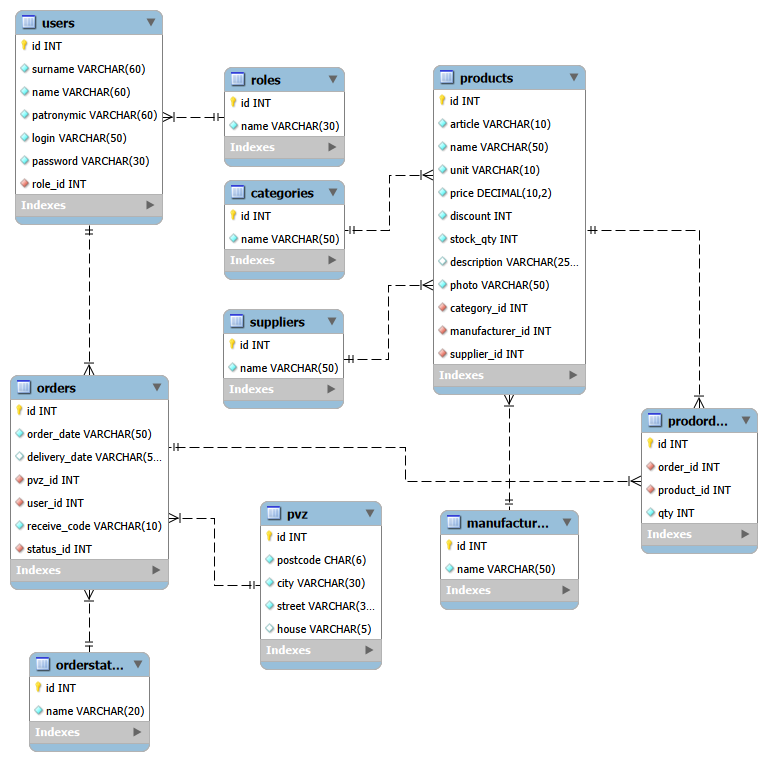 users
id INT
surname VARCHAR(60)
name VARCHAR(60)
patronymic VARCHAR(60)
login VARCHAR(50)
password VARCHAR(30)
role_id INT
Indexes
roles
id INT
name VARCHAR(30)
Indexes
categories
id INT
name VARCHAR(50)
Indexes
suppliers
id INT
name VARCHAR(50)
Indexes
products
id INT
article VARCHAR(10)
name VARCHAR(50)
unit VARCHAR(10)
price DECIMAL(10,2)
discount INT
stock_qty INT
description VARCHAR(25...
photo VARCHAR(50)
category_id INT
manufacturer_id INT
supplier_id INT
Indexes
orders
id INT
order_date VARCHAR(50)
delivery_date VARCHAR(5...
pvz_id INT
user_id INT
receive_code VARCHAR(10)
status_id INT
Indexes
pvz
id INT
postcode CHAR(6)
city VARCHAR(30)
street VARCHAR(3...
house VARCHAR(5)
Indexes
manufactur...
id INT
name VARCHAR(50)
Indexes
prodord...
id INT
order_id INT
product_id INT
qty INT
Indexes
orderstat...
id INT
name VARCHAR(20)
Indexes